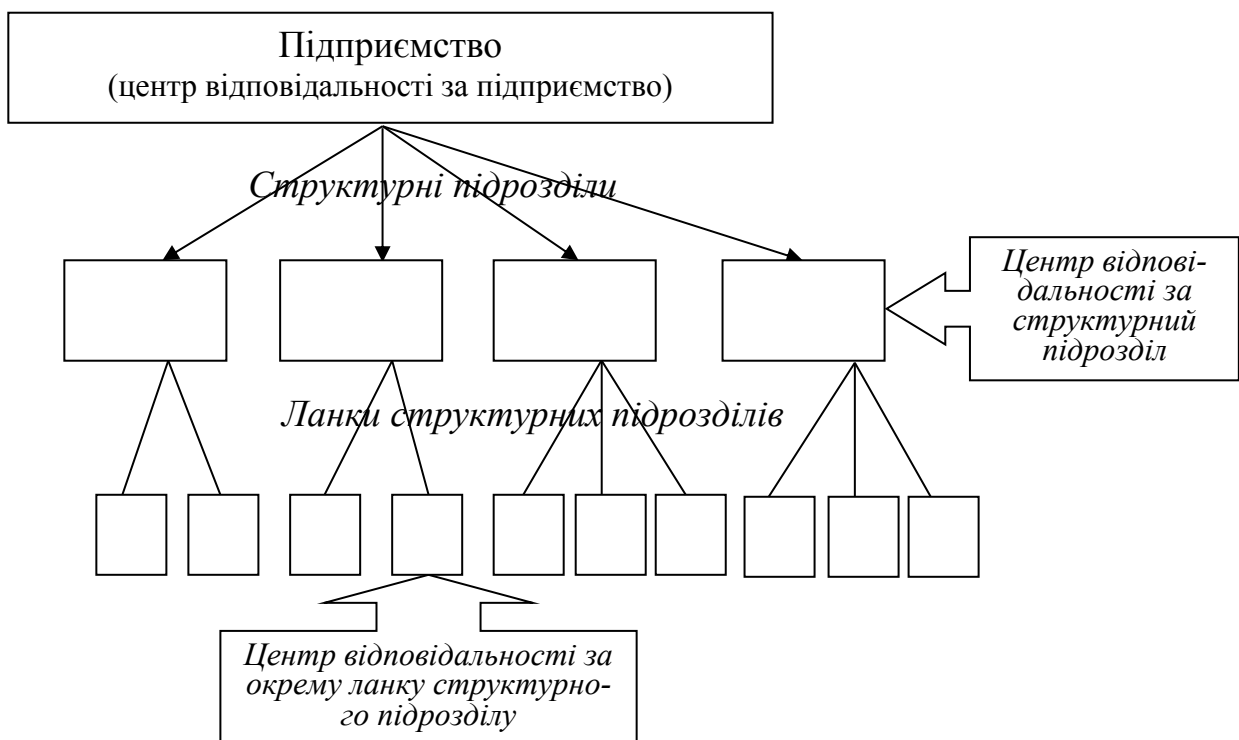 Підприємство
(центр відповідальності за підприємство)
Структурні підрозділи
Центр відпові-
дальності за
структурний
підрозділ
Ланки структурних підрозділів
Центр відповідальності за
окрему ланку структурно-
го підрозділу